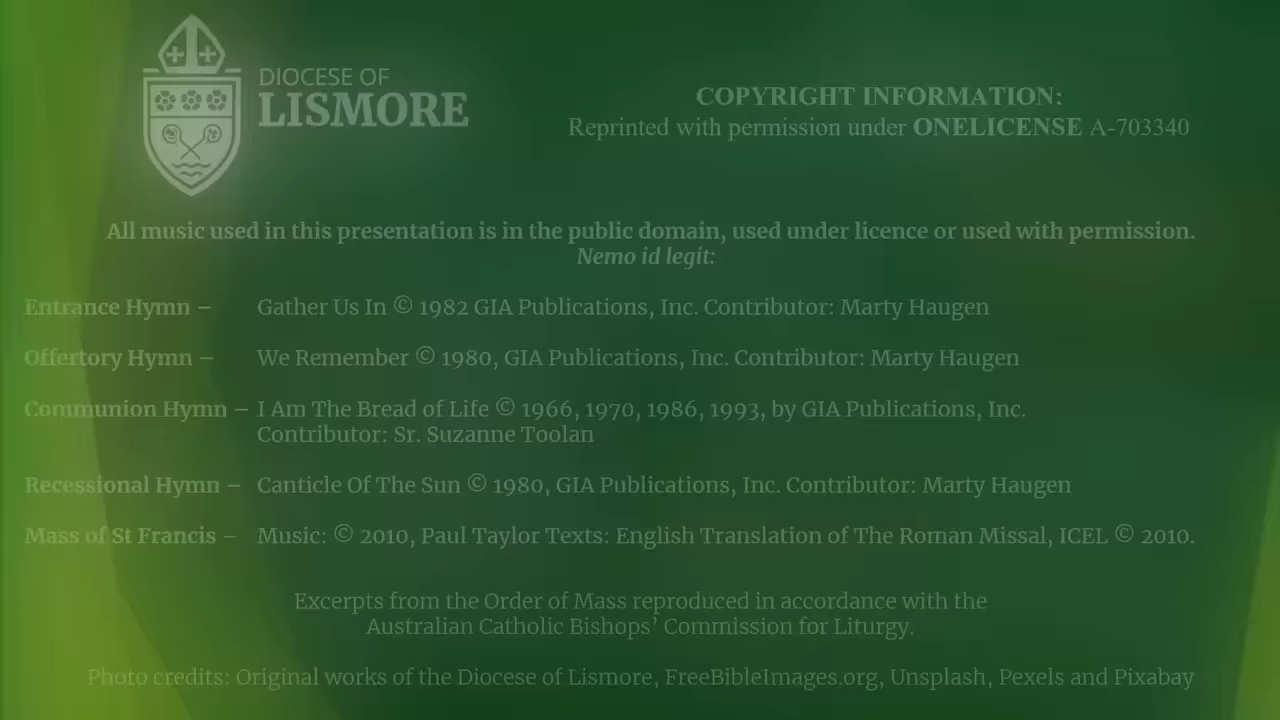 DIOCESE OF
LISMORE
COPYRIGHT INFORMATION:
Reprinted with permission under ONELICENSE A-703340
All music used in this presentation is in the public domain, used under licence or used with permission.
Nemo id legit:
Entrance Hymn – Gather Us In © 1982 GIA Publications, Inc. Contributor: Marty Haugen
Offertory Hymn – We Remember © 1980, GIA Publications, Inc. Contributor: Marty Haugen
Communion Hymn – I Am The Bread of Life © 1966, 1970, 1986, 1993, by GIA Publications, Inc.
Contributor: Sr. Suzanne Toolan
Recessional Hymn – Canticle Of The Sun © 1980, GIA Publications, Inc. Contributor: Marty Haugen
Mass of St Francis – Music: © 2010, Paul Taylor Texts: English Translation of The Roman Missal, ICEL © 2010.
Excerpts from the Order of Mass reproduced in accordance with the
Australian Catholic Bishops’ Commission for Liturgy.
Photo credits: Original works of the Diocese of Lismore, FreeBibleImages.org, Unsplash, Pexels and Pixabay